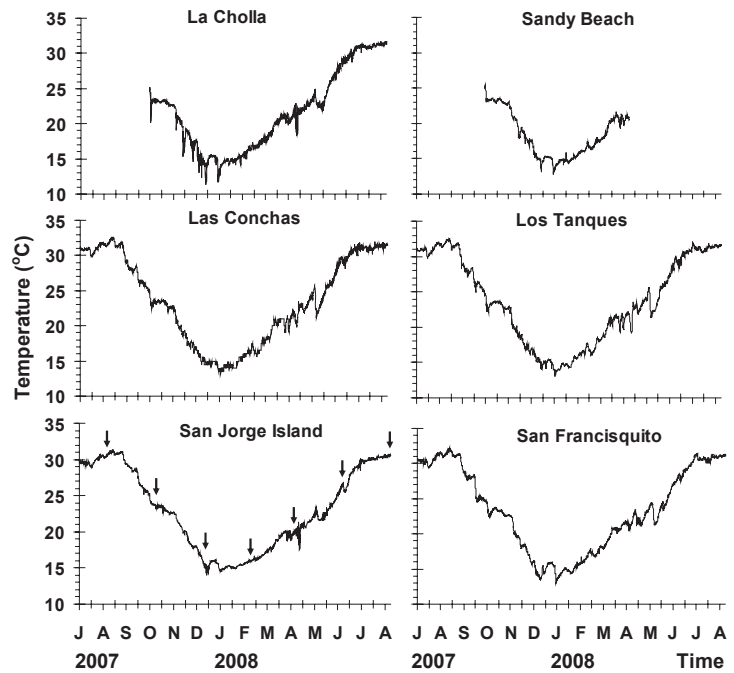 La Cholla
Sandy Beach
35
30
25
20
15
10
Las Conchas
Los Tanques
35
30
25
20
15
10
Temperature (°C)
San Jorge Island
San Francisquito
35
30
25
20
15
10
J A S O N D J F M A M J J A
J A S O N D J F M A M J J A
2007 2008
2007 2008 Time